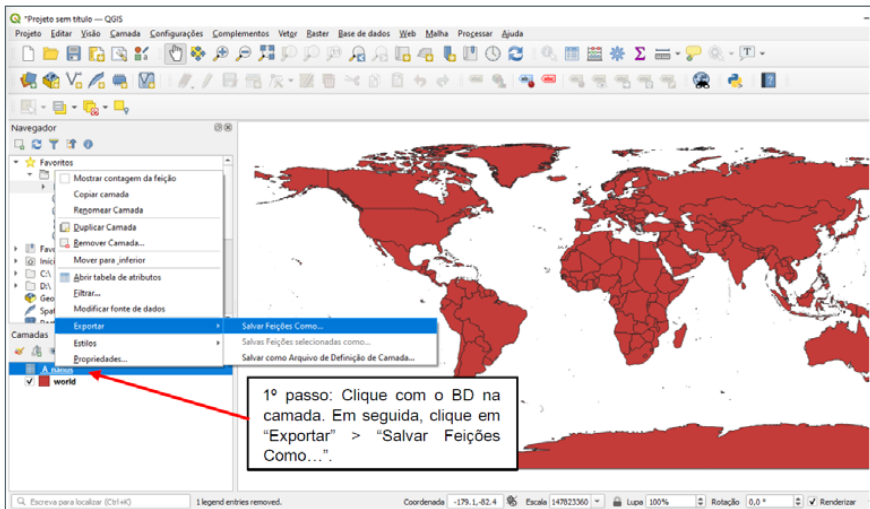 *Projeto sem título — QGIS
Projeto Editar Visão Camada Configurações Complementos Vetor Raster Base de dados Web Malha Processar Ajuda
Navegador
Favoritos
Mostrar contagem da feição
Copiar camada
Renomear Camada
Duplicar Camada
Remover Camada...
Mover para inferior
Abrir tabela de atributos
Filtrar...
Modificar fonte de dados
Exportar
Salvar Feições Como...
Estilos
Salvas Feições selecionadas como...
Propriedades...
Salvar como Arquivo de Definição de Camada...
C:\
D:\
Camadas
world
1º passo: Clique com o BD na
camada. Em seguida, clique em
“Exportar” > “Salvar Feições
Como...”.
Escreva para localizar (Ctrl+K) 1 legend entries removed. Coordenada -179.1,-82.4 Escala 147823360 Lupa 100% Rotação 0,0 ° Renderizar